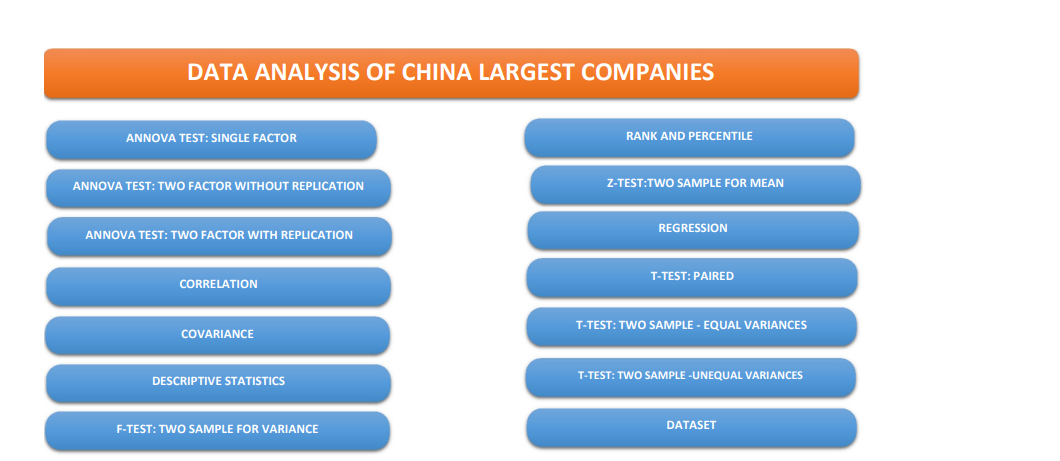 DATA ANALYSIS OF CHINA LARGEST COMPANIES
ANNOVA TEST: SINGLE FACTOR
ANNOVA TEST: TWO FACTOR WITHOUT REPLICATION
ANNOVA TEST: TWO FACTOR WITH REPLICATION
CORRELATION
COVARIANCE
DESCRIPTIVE STATISTICS
F-TEST: TWO SAMPLE FOR VARIANCE
RANK AND PERCENTILE
Z-TEST:TWO SAMPLE FOR MEAN
REGRESSION
T-TEST: PAIRED
T-TEST: TWO SAMPLE - EQUAL VARIANCES
T-TEST: TWO SAMPLE -UNEQUAL VARIANCES
DATASET